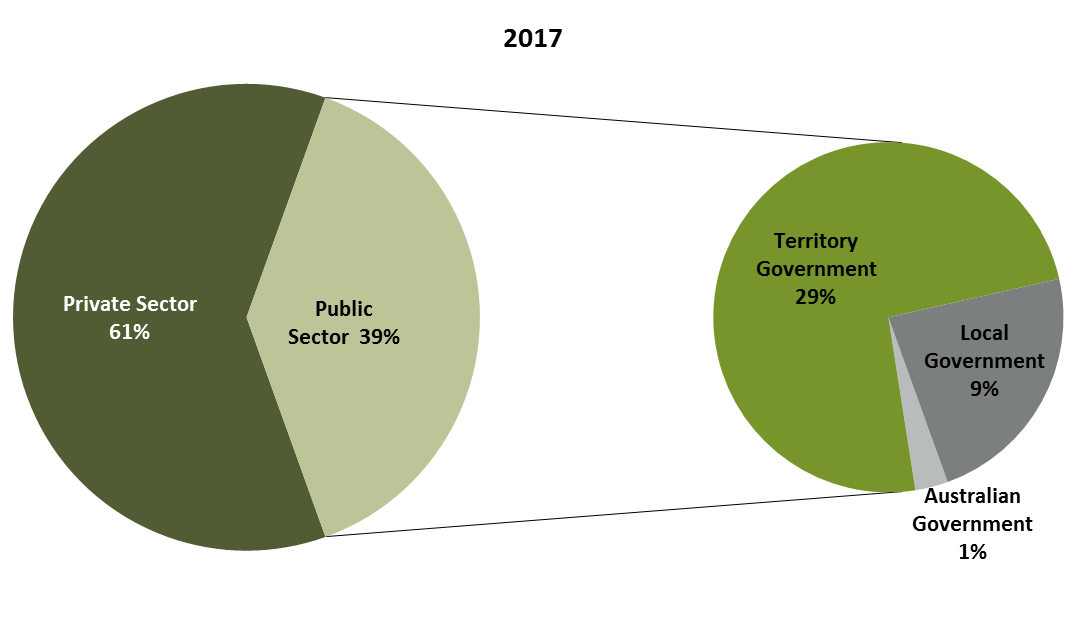 2017
Private Sector
61%
Public
Sector  39%
Territory
Government
29%
Local
Government
9%
Australian
Government
1%